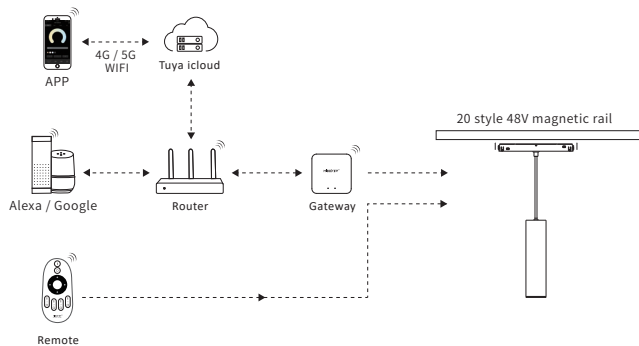 4G / 5G
WIFI
APP
Tuya icloud
20 style 48V magnetic rail
Alexa / Google
Router
Gateway
Remote